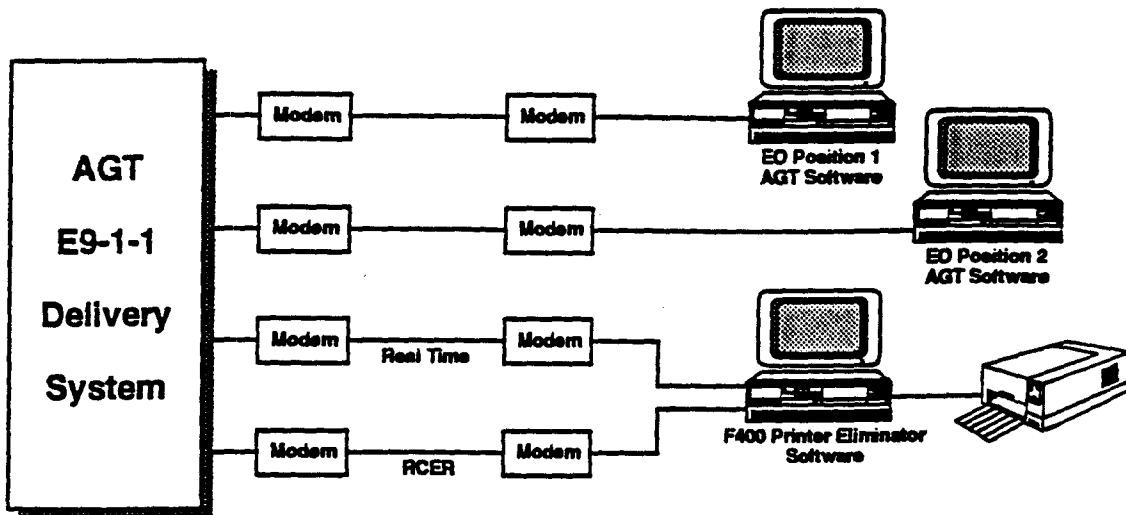 AGT
E9-1-1
Delivery
System
Modem
Modem
EO Position 1
AGT Software
Modem
Modem
EO Position 2
AGT Software
Modem
Real Time
Modem
F400 Printer Eliminator
Software
Modem
RCER
Modem